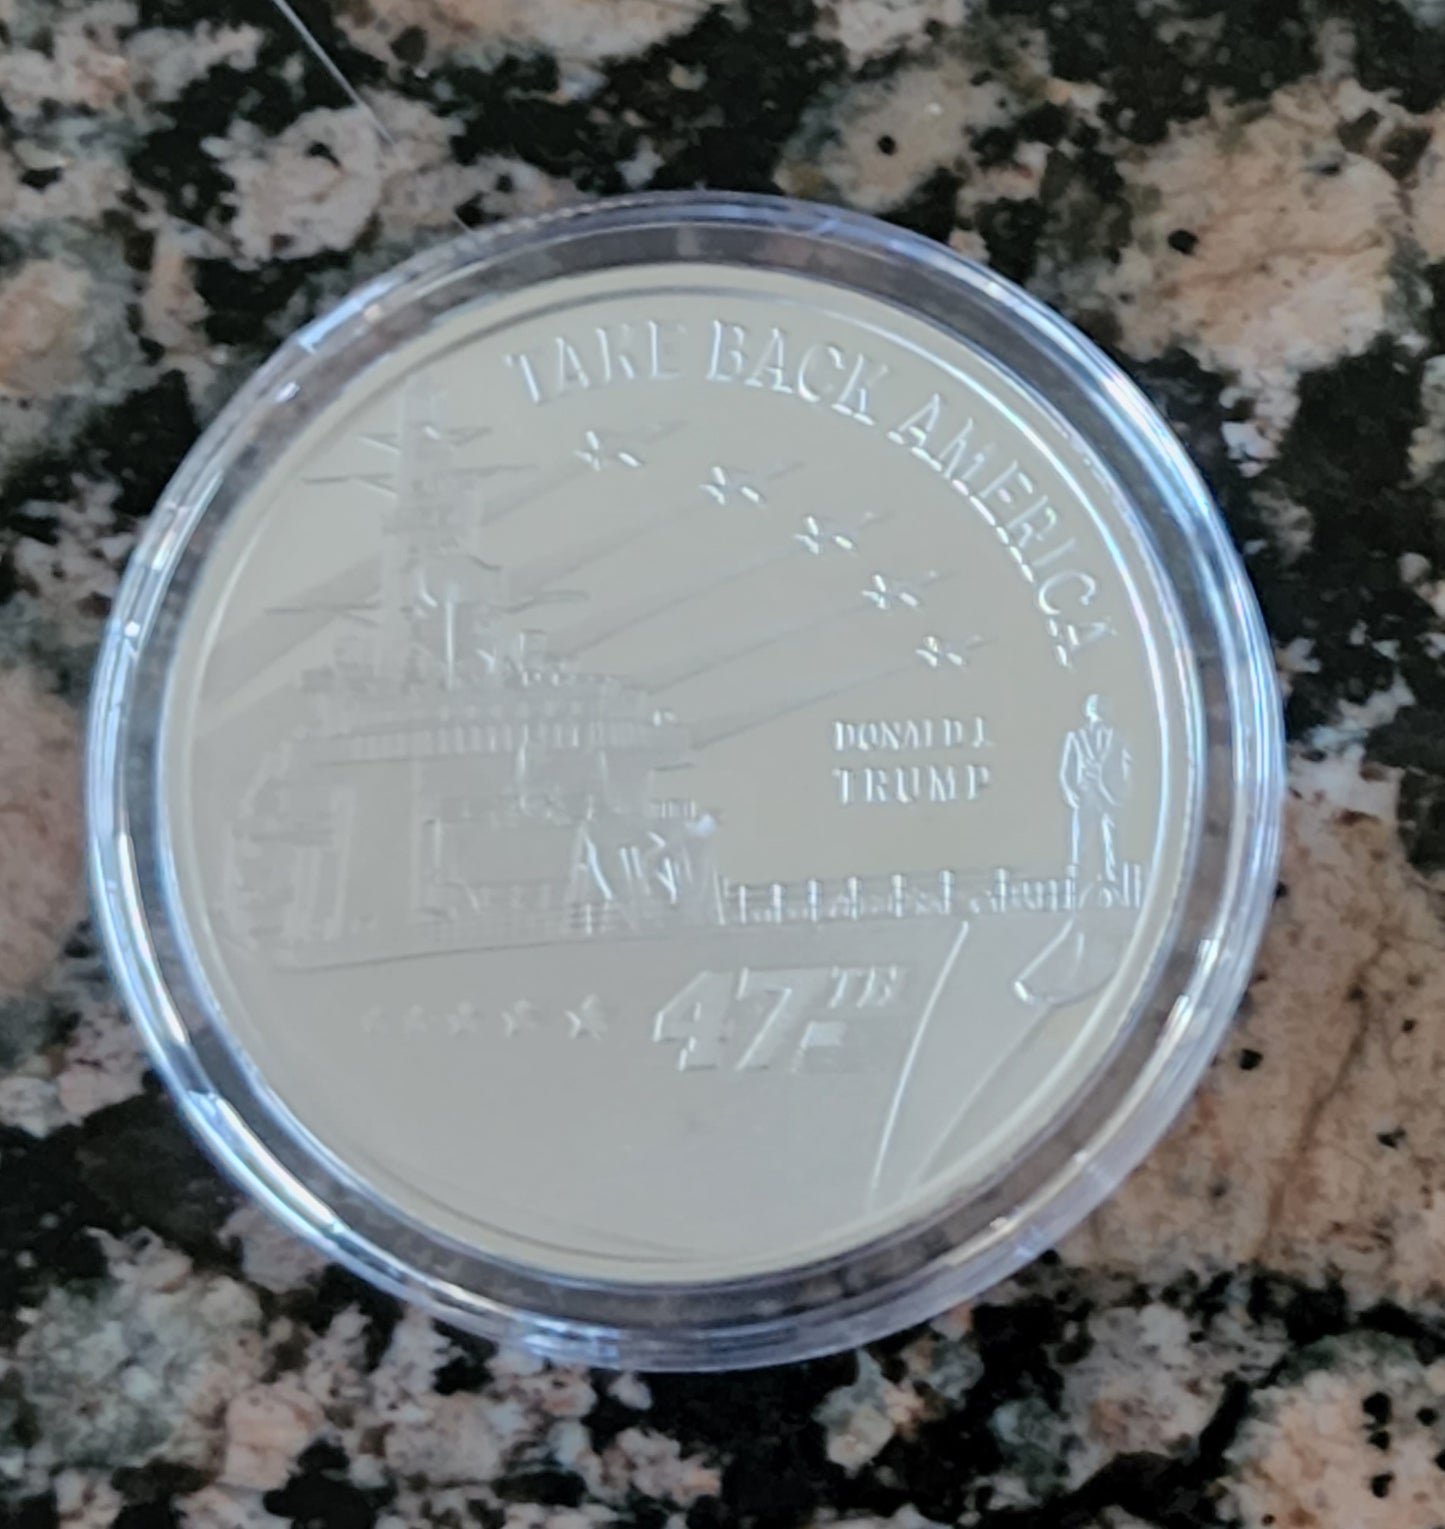 TAKE BACK AMERICA
DONALD J.
TRUMP
47TH